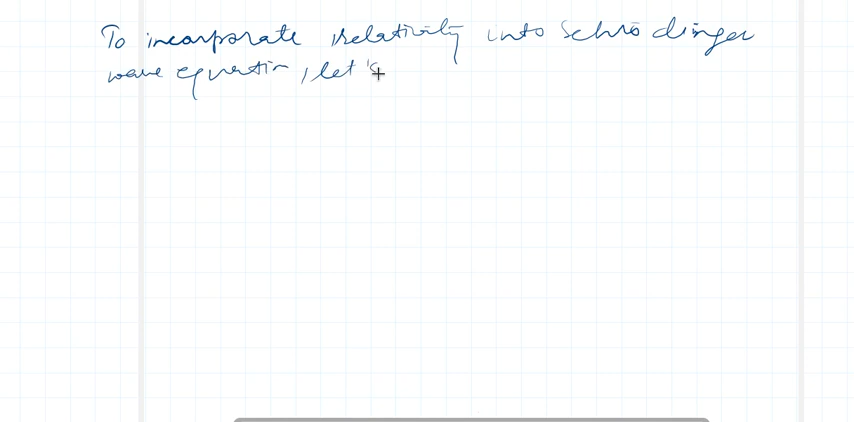 To incorporate relativity into Schrödinger
wave equation, let's